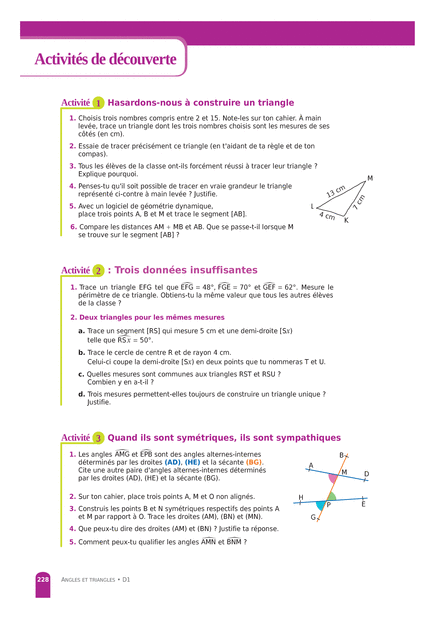 Activités de découverte
Activité 1 Hasardons-nous à construire un triangle
1. Choisis trois nombres compris entre 2 et 15. Note-les sur ton cahier. À main
levée, trace un triangle dont les trois nombres choisis sont les mesures de ses
côtés (en cm).
2. Essaie de tracer précisément ce triangle (en t'aidant de ta règle et de ton
compas).
3. Tous les élèves de la classe ont-ils forcément réussi à tracer leur triangle ?
Explique pourquoi.
4. Penses-tu qu'il soit possible de tracer en vraie grandeur le triangle
représenté ci-contre à main levée ? Justifie.
5. Avec un logiciel de géométrie dynamique,
place trois points A, B et M et trace le segment [AB].
6. Compare les distances AM + MB et AB. Que se passe-t-il lorsque M
se trouve sur le segment [AB] ?
M
13 cm
7 cm
L
4 cm
K
Activité 2 : Trois données insuffisantes
1. Trace un triangle EFG tel que EFG = 48°, FGE = 70° et GEF = 62°. Mesure le
périmètre de ce triangle. Obtiens-tu la même valeur que tous les autres élèves
de la classe ?
2. Deux triangles pour les mêmes mesures
a. Trace un segment [RS] qui mesure 5 cm et une demi-droite [Sx)
telle que RSx = 50°.
b. Trace le cercle de centre R et de rayon 4 cm.
Celui-ci coupe la demi-droite [Sx) en deux points que tu nommeras T et U.
c. Quelles mesures sont communes aux triangles RST et RSU ?
Combien y en a-t-il ?
d. Trois mesures permettent-elles toujours de construire un triangle unique ?
Justifie.
Activité 3 Quand ils sont symétriques, ils sont sympathiques
1. Les angles AMG et EPB sont des angles alternes-internes
déterminés par les droites (AD), (HE) et la sécante (BG).
Cite une autre paire d'angles alternes-internes déterminés
par les droites (AD), (HE) et la sécante (BG).
2. Sur ton cahier, place trois points A, M et O non alignés.
3. Construis les points B et N symétriques respectifs des points A
et M par rapport à O. Trace les droites (AM), (BN) et (MN).
4. Que peux-tu dire des droites (AM) et (BN) ? Justifie ta réponse.
5. Comment peux-tu qualifier les angles AMN et BNM ?
B
A
M
D
H
P
E
G
228 ANGLES ET TRIANGLES • D1